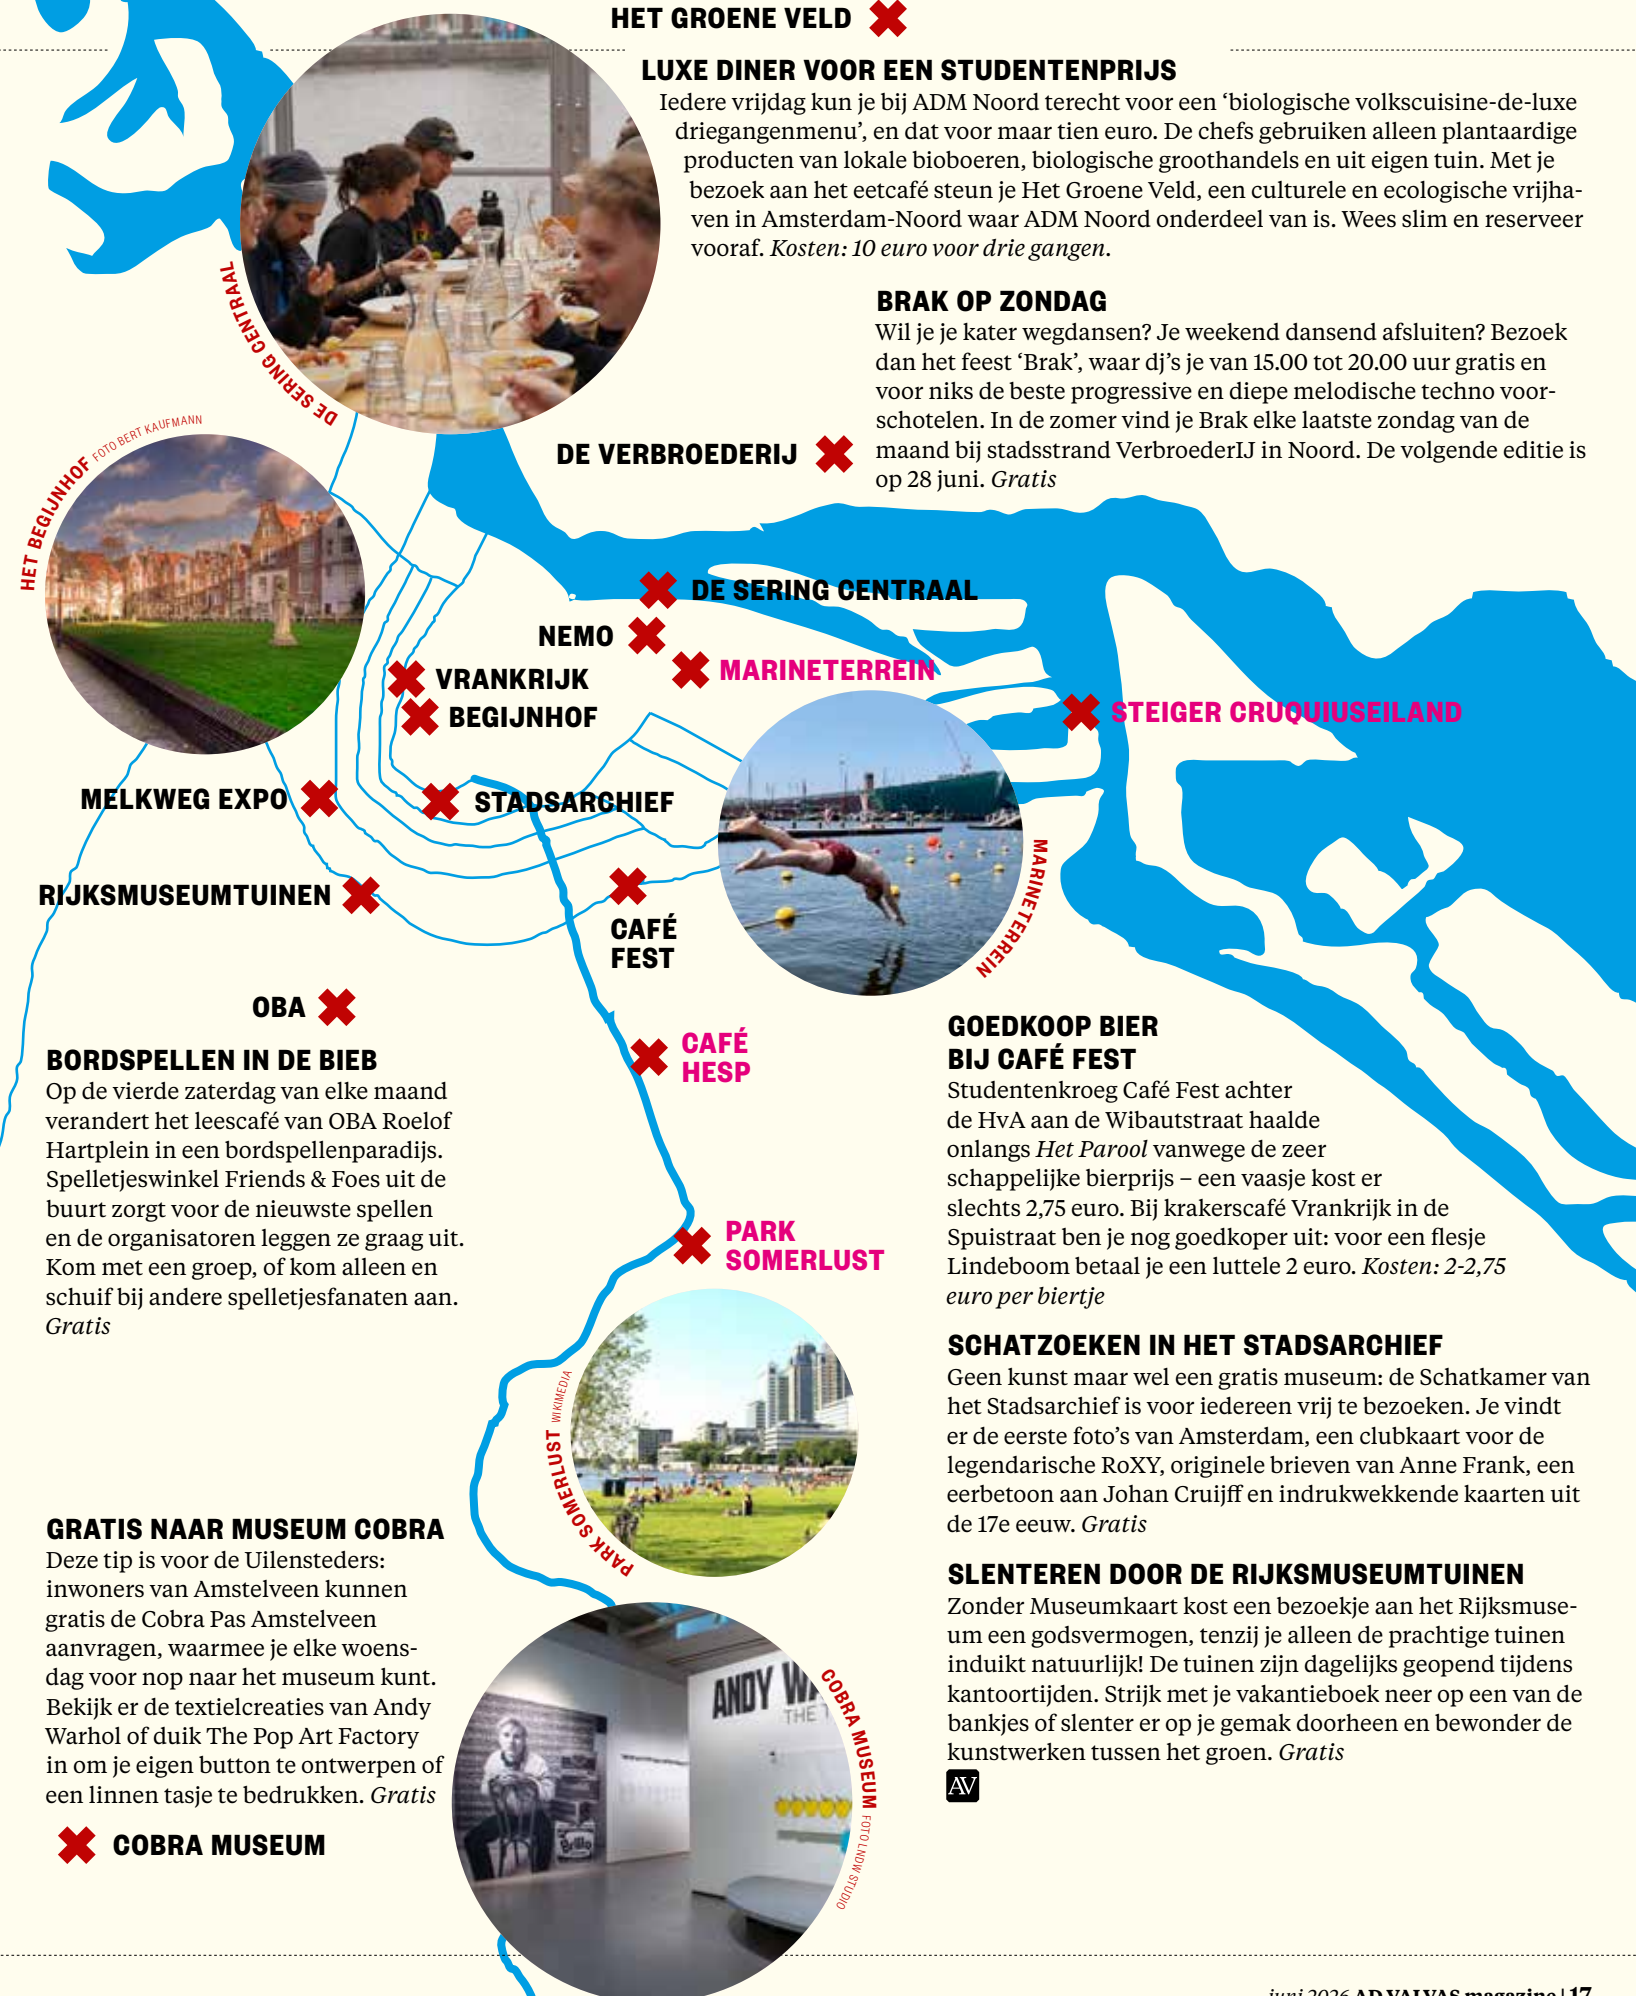 HET GROENE VELD
LUXE DINER VOOR EEN STUDENTENPRIJS
Iedere vrijdag kun je bij ADM Noord terecht voor een ‘biologische volkscuisine-de-luxe
driegangenmenu’, en dat voor maar tien euro. De chefs gebruiken alleen plantaardige
producten van lokale bioboeren, biologische groothandels en uit eigen tuin. Met je
bezoek aan het eetcafé steun je Het Groene Veld, een culturele en ecologische vrijha-
ven in Amsterdam-Noord waar ADM Noord onderdeel van is. Wees slim en reserveer
vooraf. Kosten: 10 euro voor drie gangen.
DE SERING CENTRAAL
BRAK OP ZONDAG
Wil je je kater wegdansen? Je weekend dansend afsluiten? Bezoek
dan het feest ‘Brak’, waar dj’s je van 15.00 tot 20.00 uur gratis en
voor niks de beste progressive en diepe melodische techno voor-
schotelen. In de zomer vind je Brak elke laatste zondag van de
maand bij stadsstrand VerbroederIJ in Noord. De volgende editie is
op 28 juni. Gratis
DE VERBROEDERIJ
HET BEGIJNHOF FOTO BERT KAUFMANN
DE SERING CENTRAAL
NEMO
MARINETERREIN
VRANKRIJK
BEGIJNHOF
STEIGER CRUQUIUSEILAND
MELKWEG EXPO
STADSARCHIEF
RIJKSMUSEUMTUINEN
CAFÉ
FEST
MARINETERREIN
OBA
CAFÉ
HESP
BORDSPELLEN IN DE BIEB
Op de vierde zaterdag van elke maand
verandert het leescafé van OBA Roelof
Hartplein in een bordspellenparadijs.
Spelletjeswinkel Friends & Foes uit de
buurt zorgt voor de nieuwste spellen
en de organisatoren leggen ze graag uit.
Kom met een groep, of kom alleen en
schuif bij andere spelletjesfanaten aan.
Gratis
PARK
SOMERLUST
PARK SOMERLUST WIKIMEDIA
GOEDKOOP BIER
BIJ CAFÉ FEST
Studentenkroeg Café Fest achter
de HvA aan de Wibautstraat haalde
onlangs Het Parool vanwege de zeer
schappelijke bierprijs – een vaasje kost er
slechts 2,75 euro. Bij krakerscafé Vrankrijk in de
Spuistraat ben je nog goedkoper uit: voor een flesje
Lindeboom betaal je een luttele 2 euro. Kosten: 2-2,75
euro per biertje
SCHATZOEKEN IN HET STADSARCHIEF
Geen kunst maar wel een gratis museum: de Schatkamer van
het Stadsarchief is voor iedereen vrij te bezoeken. Je vindt
er de eerste foto’s van Amsterdam, een clubkaart voor de
legendarische RoXY, originele brieven van Anne Frank, een
eerbetoon aan Johan Cruijff en indrukwekkende kaarten uit
de 17e eeuw. Gratis
GRATIS NAAR MUSEUM COBRA
Deze tip is voor de Uilensteders:
inwoners van Amstelveen kunnen
gratis de Cobra Pas Amstelveen
aanvragen, waarmee je elke woens-
dag voor nop naar het museum kunt.
Bekijk er de textielcreaties van Andy
Warhol of duik The Pop Art Factory
in om je eigen button te ontwerpen of
een linnen tasje te bedrukken. Gratis
COBRA MUSEUM
ANDY WA
THE T
Brillo
COBRA MUSEUM FOTO LNDW STUDIO
SLENTEREN DOOR DE RIJKSMUSEUMTUINEN
Zonder Museumkaart kost een bezoekje aan het Rijksmuse-
um een godsvermogen, tenzij je alleen de prachtige tuinen
induikt natuurlijk! De tuinen zijn dagelijks geopend tijdens
kantoortijden. Strijk met je vakantieboek neer op een van de
bankjes of slenter er op je gemak doorheen en bewonder de
kunstwerken tussen het groen. Gratis
AV
juni 2026 AD VALVAS magazine | 17